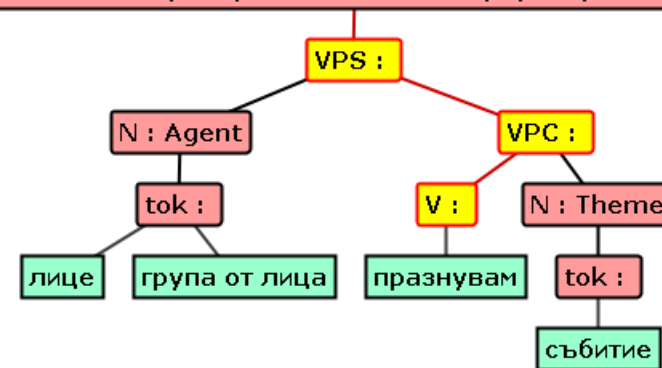 VPS :
N : Agent
VPC :
tok :
V :
N : Theme
лице
група от лица
празнувам
tok :
събитие